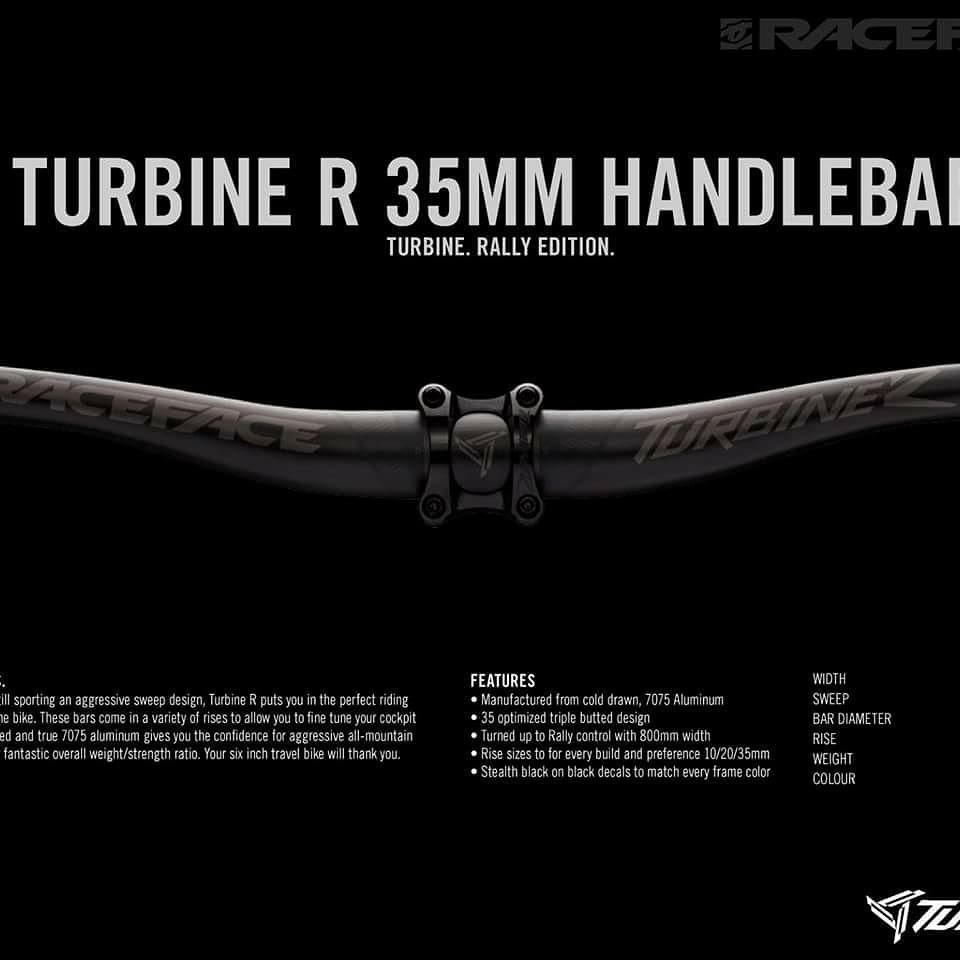 RACEF
TURBINE R 35MM HANDLEBA
TURBINE. RALLY EDITION.
RACEFACE
TURBINE R
ill sporting an aggressive sweep design, Turbine R puts you in the perfect riding
e bike. These bars come in a variety of rises to allow you to fine tune your cockpit
ed and true 7075 aluminum gives you the confidence for aggressive all-mountain
fantastic overall weight/strength ratio. Your six inch travel bike will thank you.
FEATURES
• Manufactured from cold drawn, 7075 Aluminum
• 35 optimized triple butted design
• Turned up to Rally control with 800mm width
• Rise sizes to for every build and preference 10/20/35mm
• Stealth black on black decals to match every frame color
WIDTH
SWEEP
BAR DIAMETER
RISE
WEIGHT
COLOUR
TU